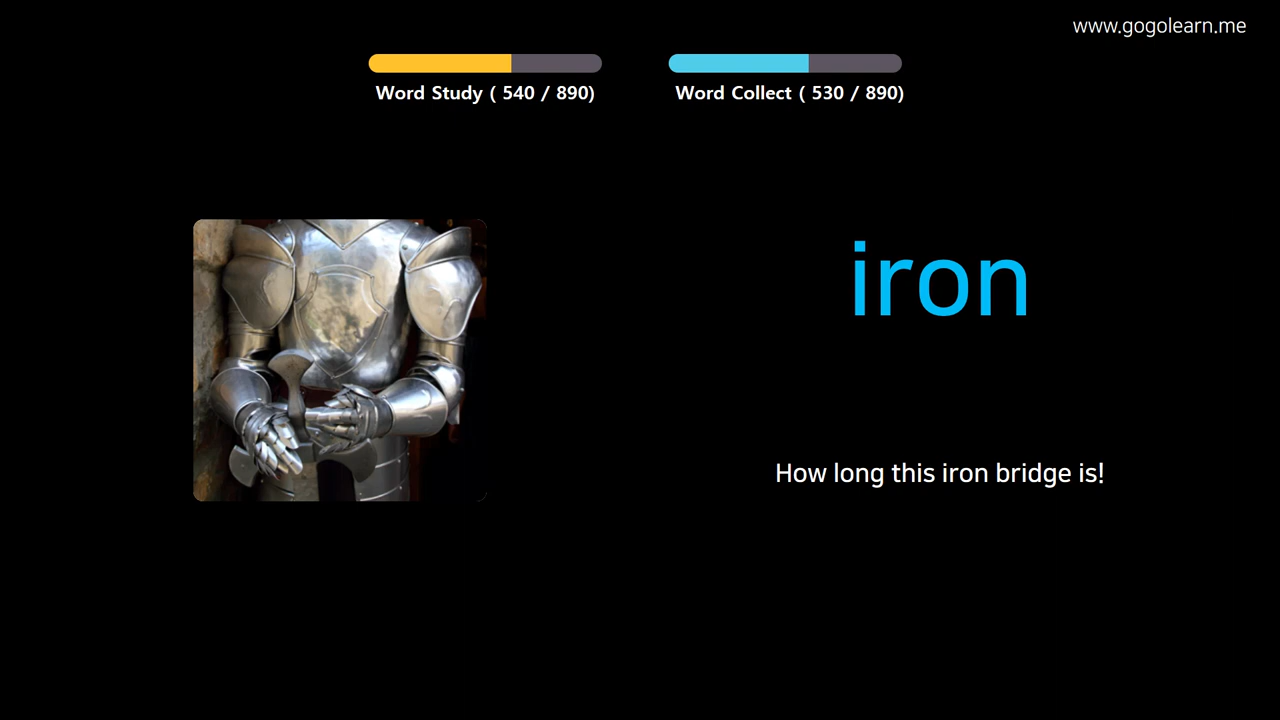 www.gogolearn.me
Word Study ( 540 / 890)
Word Collect ( 530 / 890)
iron
How long this iron bridge is!